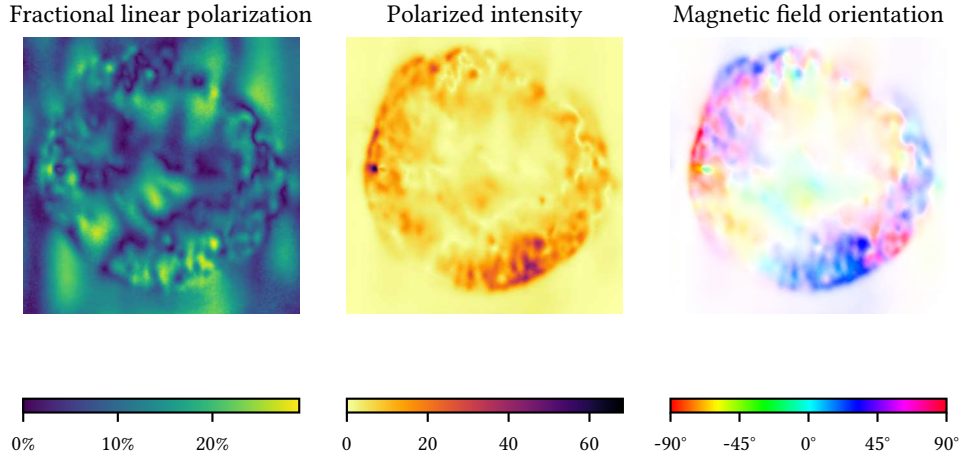 Fractional linear polarization
Polarized intensity
Magnetic field orientation
0% 10% 20%
0 20 40 60
-90° -45° 0° 45° 90°